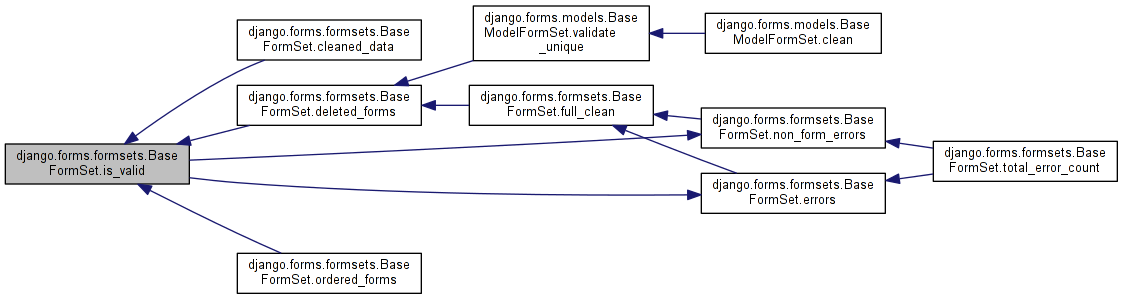 django.forms.formsets.Base
FormSet.cleaned_data
django.forms.models.Base
ModelFormSet.validate
_unique
django.forms.models.Base
ModelFormSet.clean
django.forms.formsets.Base
FormSet.deleted_forms
django.forms.formsets.Base
FormSet.full_clean
django.forms.formsets.Base
FormSet.non_form_errors
django.forms.formsets.Base
FormSet.is_valid
django.forms.formsets.Base
FormSet.total_error_count
django.forms.formsets.Base
FormSet.errors
django.forms.formsets.Base
FormSet.ordered_forms